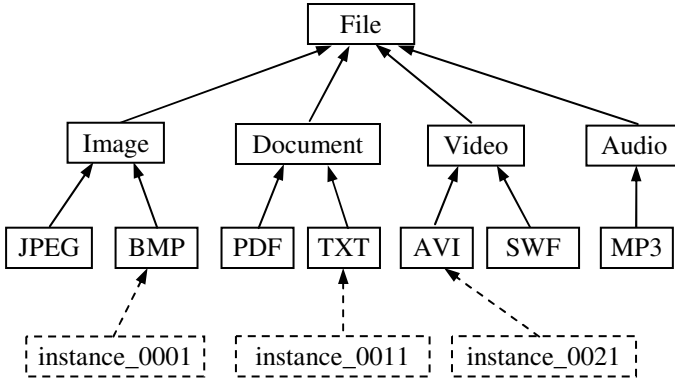 File
Image
Document
Video
Audio
JPEG
BMP
PDF
TXT
AVI
SWF
MP3
instance_0001
instance_0011
instance_0021